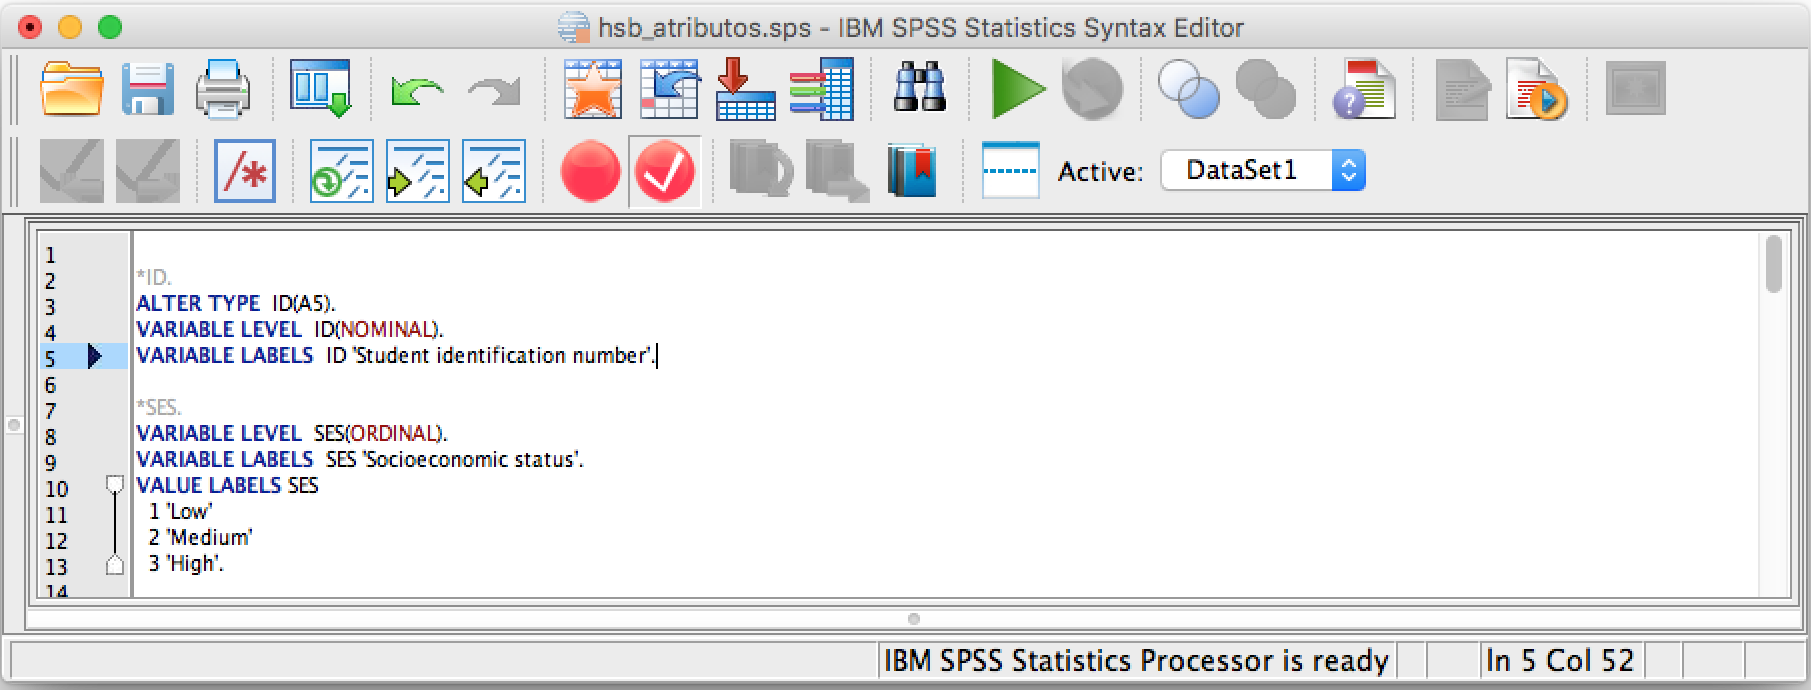 hsb_atributos.sps - IBM SPSS Statistics Syntax Editor
/*
?
Active: DataSet1
1
2 *ID.
3 ALTER TYPE ID(A5).
4 VARIABLE LEVEL ID(NOMINAL).
5 VARIABLE LABELS ID 'Student identification number'.
6
7 *SES.
8 VARIABLE LEVEL SES(ORDINAL).
9 VARIABLE LABELS SES 'Socioeconomic status'.
10 VALUE LABELS SES
11 1 'Low'
12 2 'Medium'
13 3 'High'.
14
IBM SPSS Statistics Processor is ready In 5 Col 52